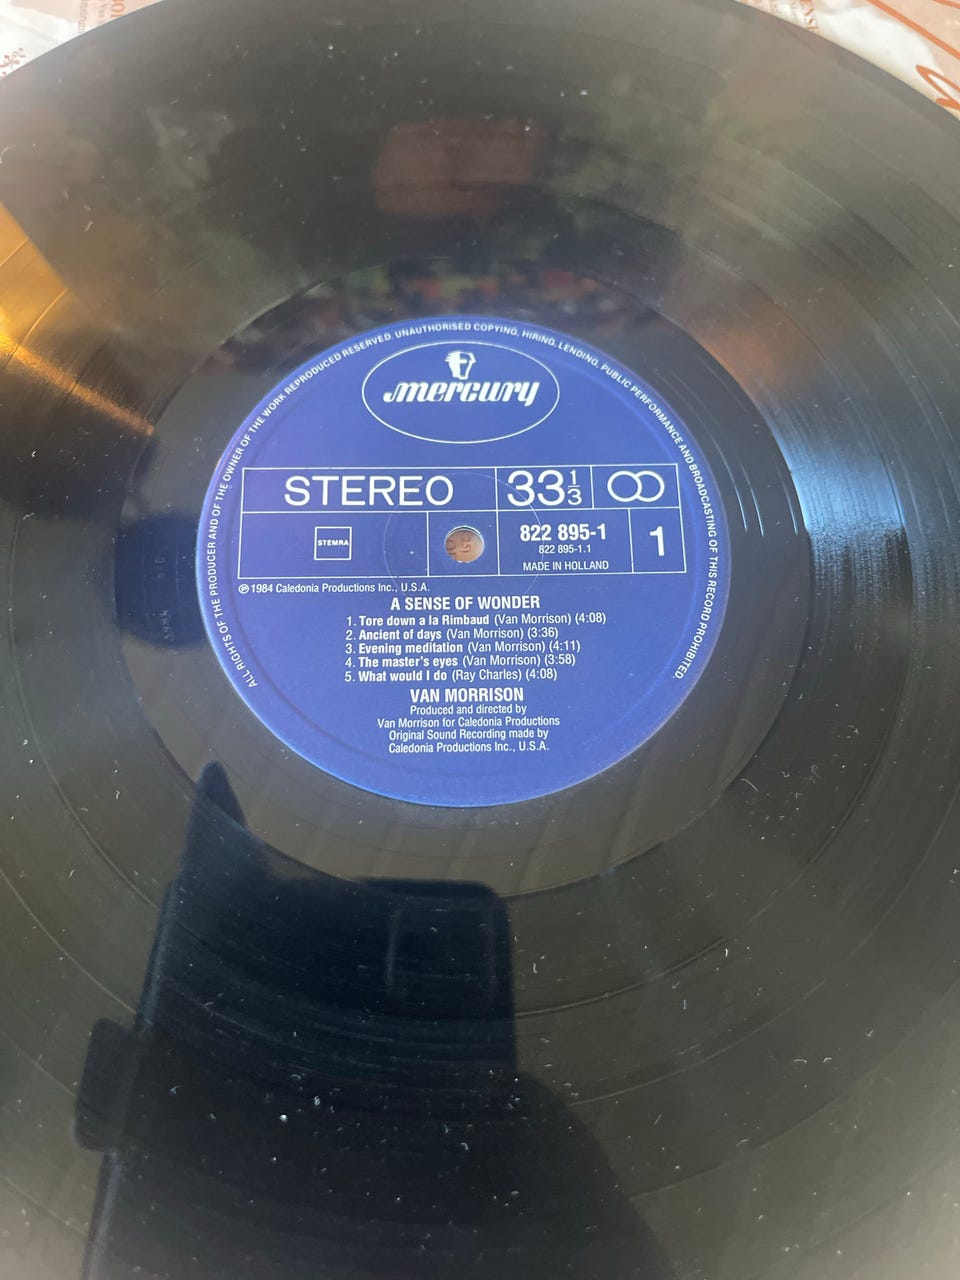 ALL RIGHTS OF THE PRODUCER AND OF THE OWNER OF THE WORK REPRODUCED RESERVED. UNAUTHORISED COPYING, HIRING, LENDING, PUBLIC PERFORMANCE AND BROADCASTING OF THIS RECORD PROHIBITED.
mercury
STEREO
33 1/3
STEMRA
822 895-1
822 895-1.1
MADE IN HOLLAND
1
℗ 1984 Caledonia Productions Inc., U.S.A.
A SENSE OF WONDER
1. Tore down a la Rimbaud (Van Morrison) (4:08)
2. Ancient of days (Van Morrison) (3:36)
3. Evening meditation (Van Morrison) (4:11)
4. The master's eyes (Van Morrison) (3:58)
5. What would I do (Ray Charles) (4:08)
VAN MORRISON
Produced and directed by
Van Morrison for Caledonia Productions
Original Sound Recording made by
Caledonia Productions Inc., U.S.A.